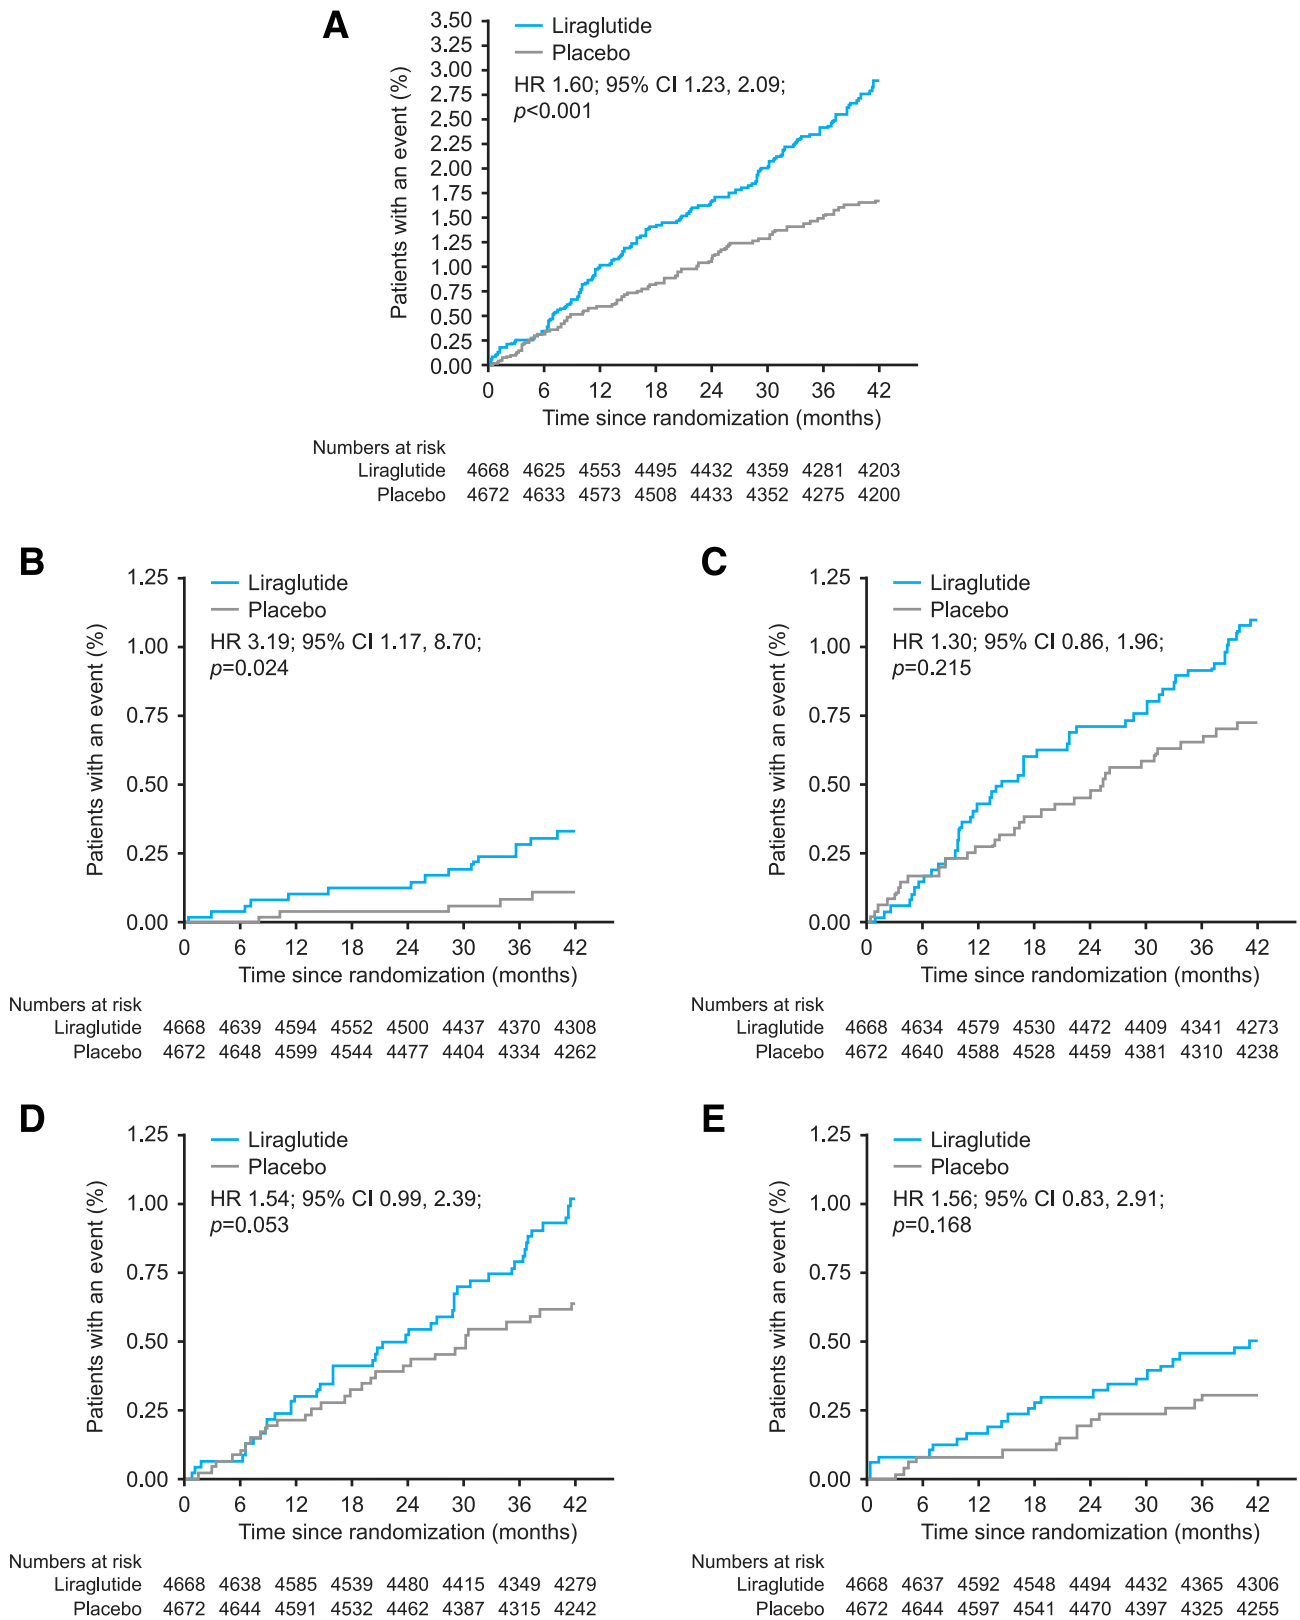 A
3.50
3.25
3.00
2.75
2.50
2.25
2.00
1.75
1.50
1.25
1.00
0.75
0.50
0.25
0.00
Patients with an event (%)
Liraglutide
Placebo
HR 1.60; 95% CI 1.23, 2.09;
p<0.001
0 6 12 18 24 30 36 42
Time since randomization (months)
Numbers at risk
Liraglutide 4668 4625 4553 4495 4432 4359 4281 4203
Placebo 4672 4633 4573 4508 4433 4352 4275 4200
B
1.25
1.00
0.75
0.50
0.25
0.00
Patients with an event (%)
Liraglutide
Placebo
HR 3.19; 95% CI 1.17, 8.70;
p=0.024
0 6 12 18 24 30 36 42
Time since randomization (months)
Numbers at risk
Liraglutide 4668 4639 4594 4552 4500 4437 4370 4308
Placebo 4672 4648 4599 4544 4477 4404 4334 4262
C
1.25
1.00
0.75
0.50
0.25
0.00
Patients with an event (%)
Liraglutide
Placebo
HR 1.30; 95% CI 0.86, 1.96;
p=0.215
0 6 12 18 24 30 36 42
Time since randomization (months)
Numbers at risk
Liraglutide 4668 4634 4579 4530 4472 4409 4341 4273
Placebo 4672 4640 4588 4528 4459 4381 4310 4238
D
1.25
1.00
0.75
0.50
0.25
0.00
Patients with an event (%)
Liraglutide
Placebo
HR 1.54; 95% CI 0.99, 2.39;
p=0.053
0 6 12 18 24 30 36 42
Time since randomization (months)
Numbers at risk
Liraglutide 4668 4638 4585 4539 4480 4415 4349 4279
Placebo 4672 4644 4591 4532 4462 4387 4315 4242
E
1.25
1.00
0.75
0.50
0.25
0.00
Patients with an event (%)
Liraglutide
Placebo
HR 1.56; 95% CI 0.83, 2.91;
p=0.168
0 6 12 18 24 30 36 42
Time since randomization (months)
Numbers at risk
Liraglutide 4668 4637 4592 4548 4494 4432 4365 4306
Placebo 4672 4644 4597 4541 4470 4397 4325 4255